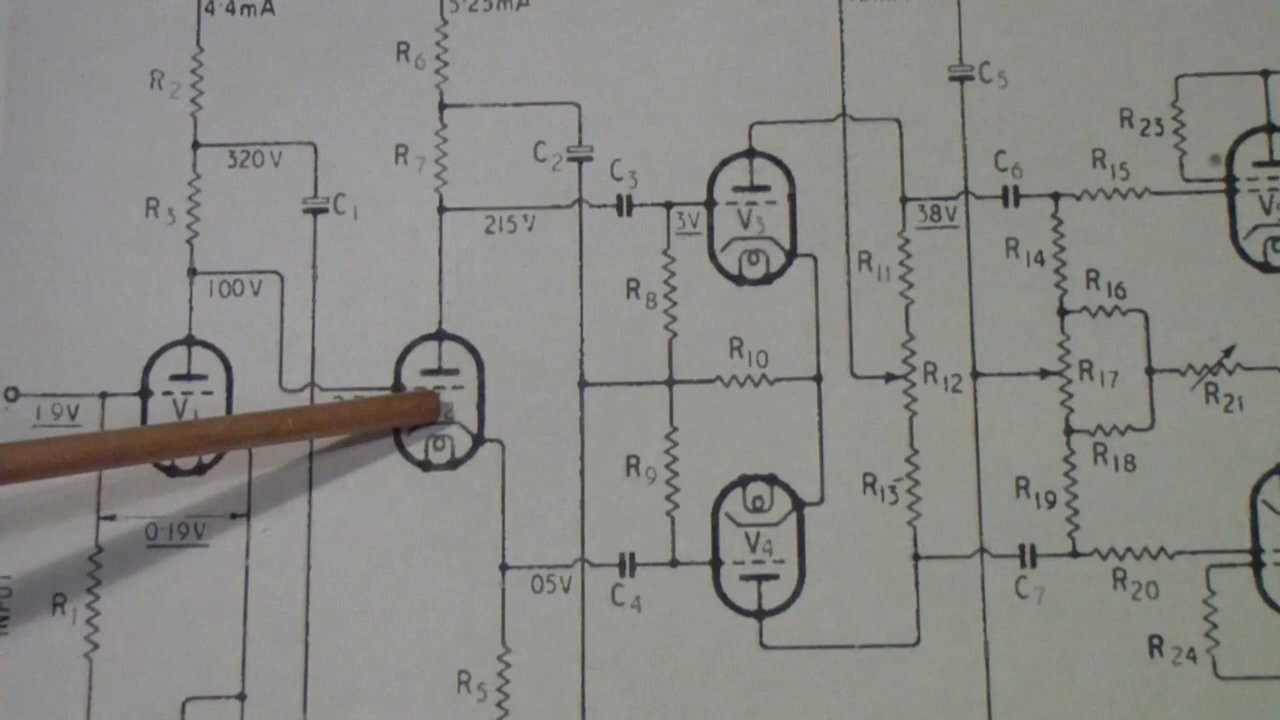 4·4mA
R2
320V
C1
R3
100V
1·9V
V1
0·19V
R1
INPUT
5·25mA
R6
R7
C2
215V
C3
3V
V3
R8
R10
R9
V4
05V
C4
R5
C5
38V
C6
R15
R23
R11
R14
R16
R12
R17
R21
R18
R13
R19
C7
R20
R24